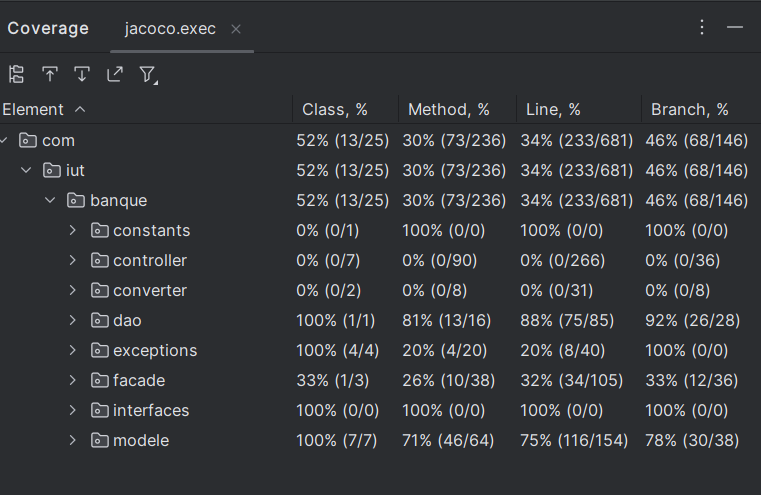 Coverage jacoco.exec
Element Class, % Method, % Line, % Branch, %
com 52% (13/25) 30% (73/236) 34% (233/681) 46% (68/146)
iut 52% (13/25) 30% (73/236) 34% (233/681) 46% (68/146)
banque 52% (13/25) 30% (73/236) 34% (233/681) 46% (68/146)
constants 0% (0/1) 100% (0/0) 100% (0/0) 100% (0/0)
controller 0% (0/7) 0% (0/90) 0% (0/266) 0% (0/36)
converter 0% (0/2) 0% (0/8) 0% (0/31) 0% (0/8)
dao 100% (1/1) 81% (13/16) 88% (75/85) 92% (26/28)
exceptions 100% (4/4) 20% (4/20) 20% (8/40) 100% (0/0)
facade 33% (1/3) 26% (10/38) 32% (34/105) 33% (12/36)
interfaces 100% (0/0) 100% (0/0) 100% (0/0) 100% (0/0)
modele 100% (7/7) 71% (46/64) 75% (116/154) 78% (30/38)